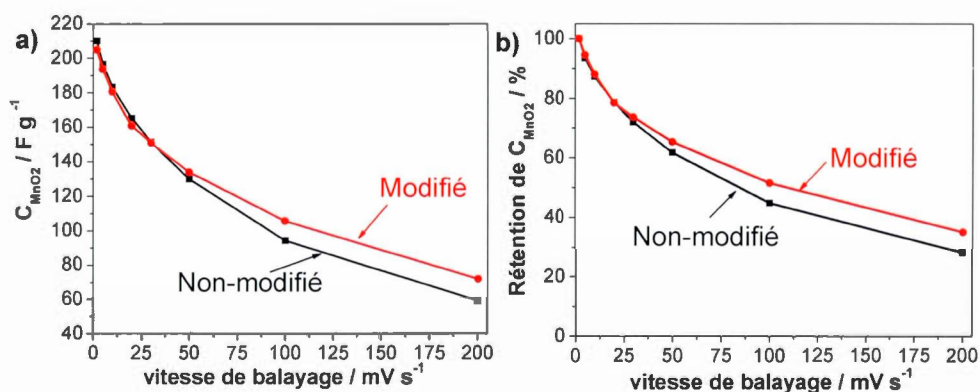 a)
C_MnO2 / F g⁻¹
220
200
180
160
140
120
100
80
60
40
Modifié
Non-modifié
0 25 50 75 100 125 150 175 200
vitesse de balayage / mV s⁻¹
b)
Rétention de C_MnO2 / %
100
80
60
40
20
0
Modifié
Non-modifié
0 25 50 75 100 125 150 175 200
vitesse de balayage / mV s⁻¹